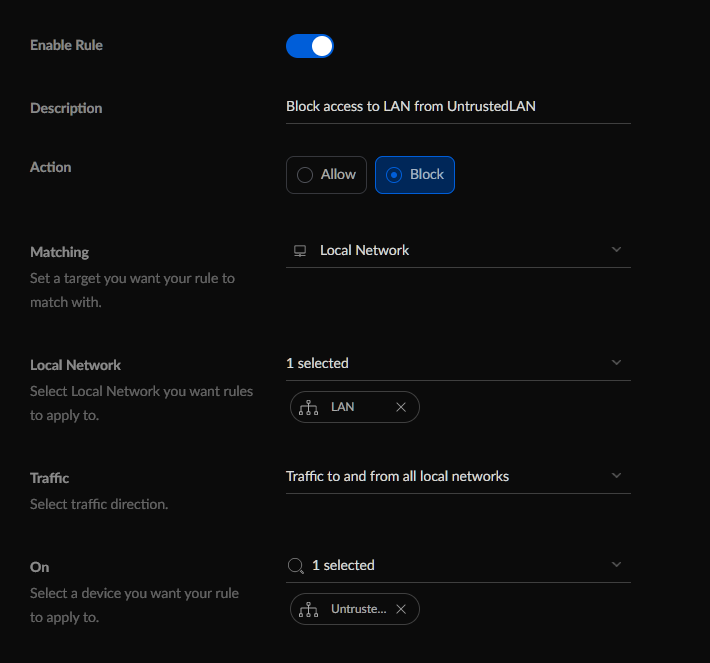 Enable Rule
Description
Block access to LAN from UntrustedLAN
Action
Allow
Block
Matching
Set a target you want your rule to
match with.
Local Network
Local Network
Select Local Network you want rules
to apply to.
1 selected
LAN
Traffic
Select traffic direction.
Traffic to and from all local networks
On
Select a device you want your rule
to apply to.
1 selected
Untruste...